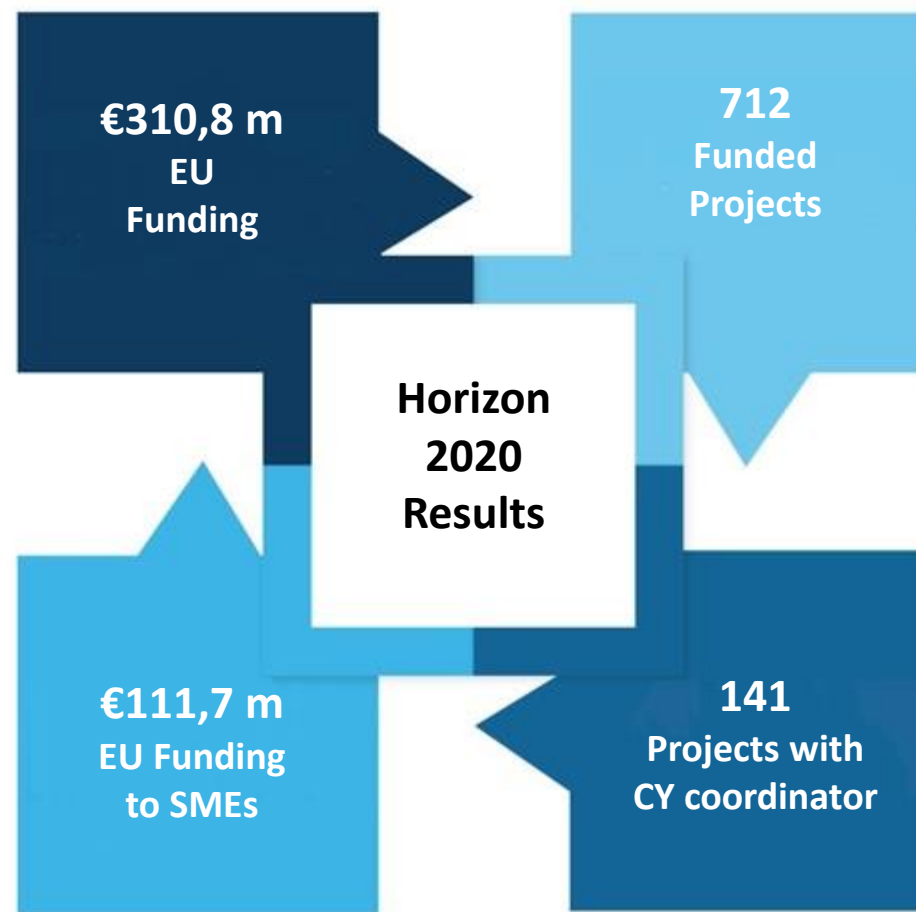 €310,8 m
EU
Funding
712
Funded
Projects
Horizon
2020
Results
€111,7 m
EU Funding
to SMEs
141
Projects with
CY coordinator